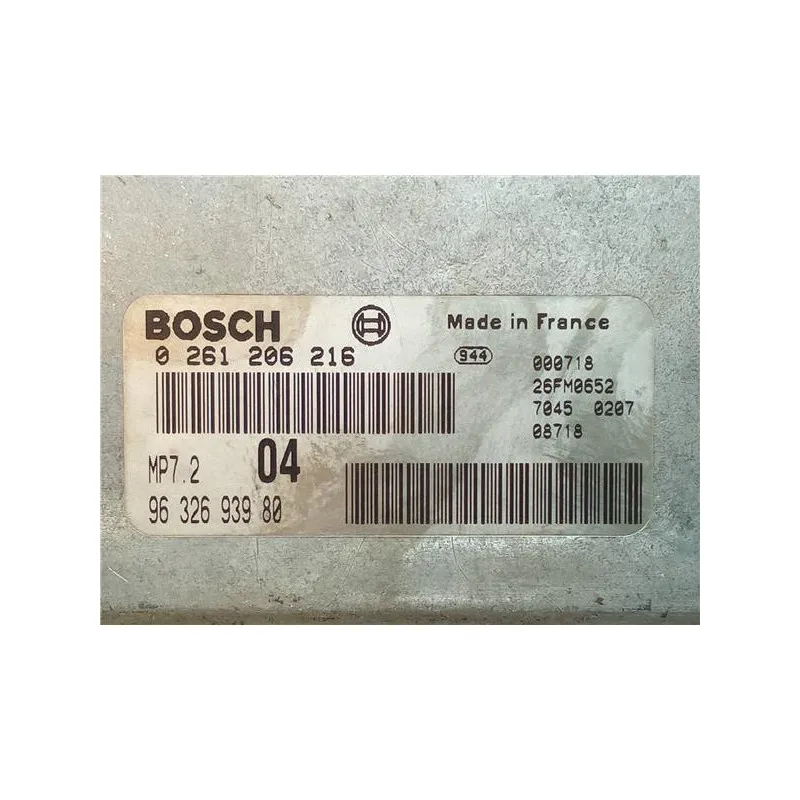 BOSCH
Made in France
0 261 206 216
944
000718
26FM0652
7045 0207
08718
MP7.2
04
96 326 939 80